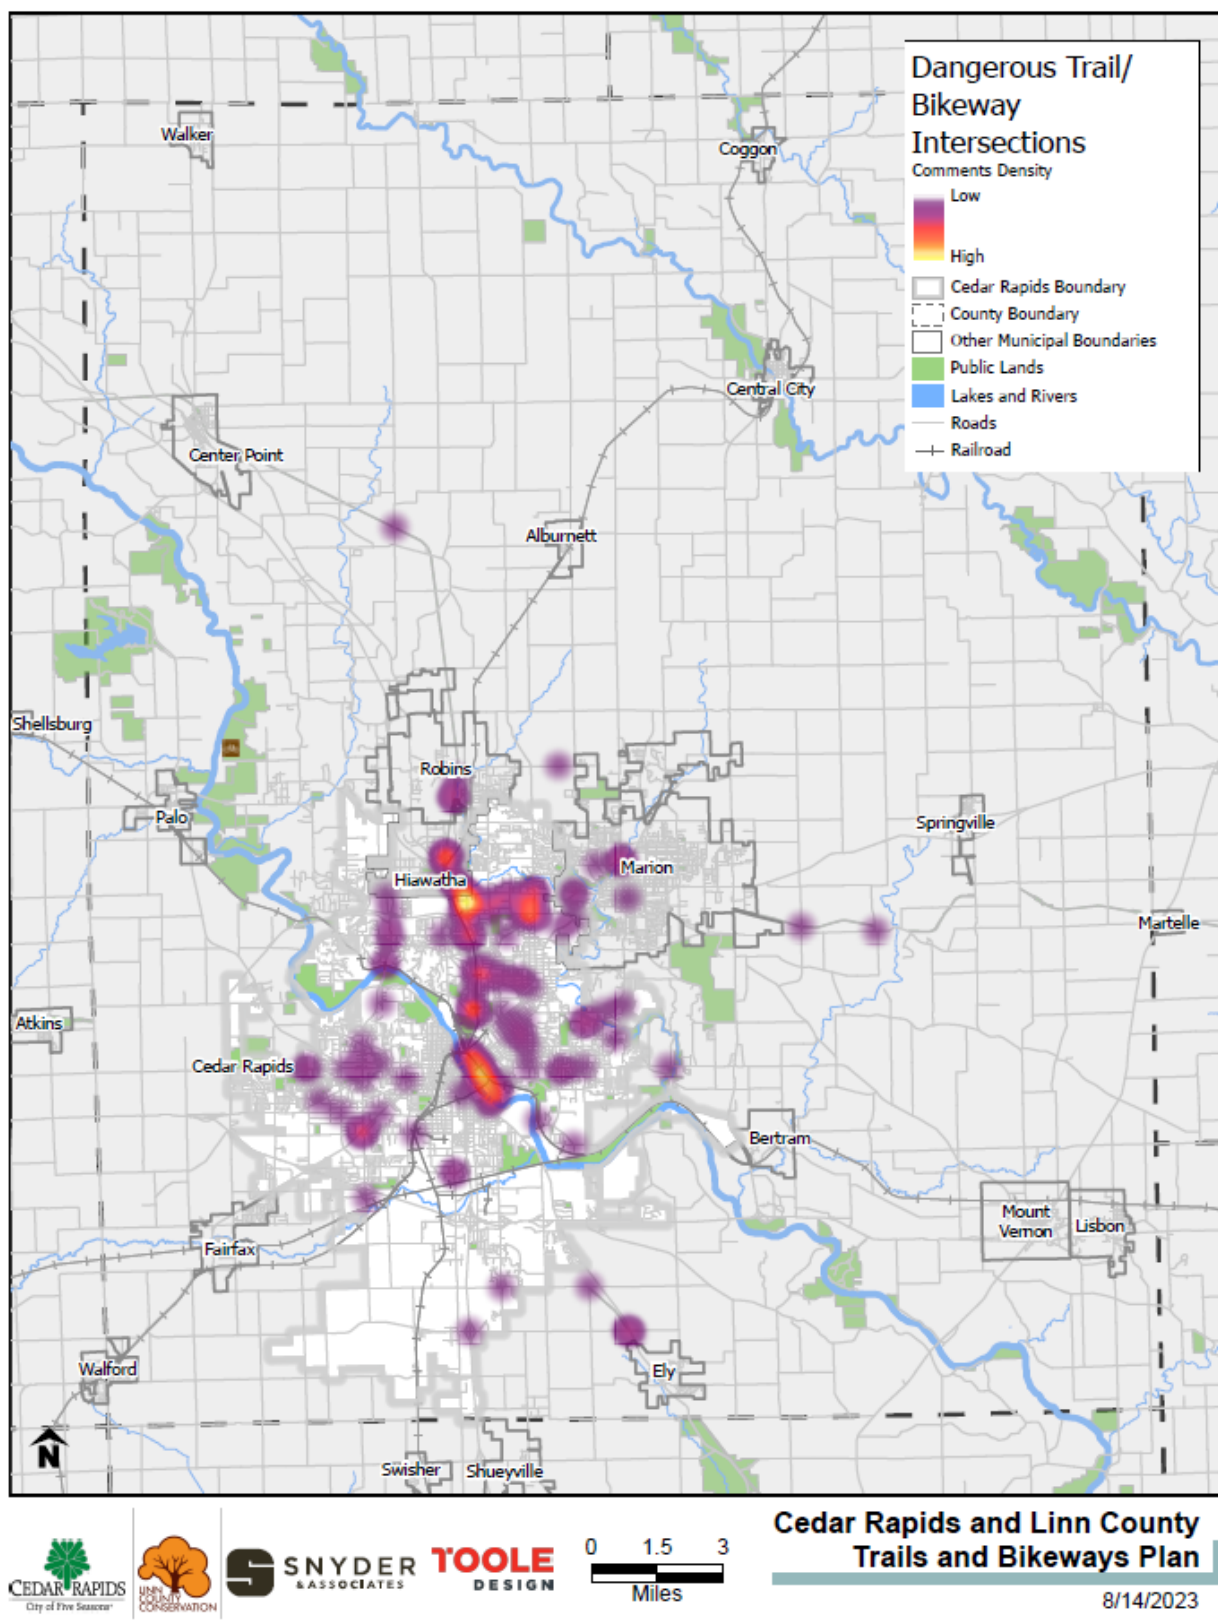 Dangerous Trail/
Bikeway
Intersections
Comments Density
Low
High
Cedar Rapids Boundary
County Boundary
Other Municipal Boundaries
Public Lands
Lakes and Rivers
Roads
Railroad
Walker
Coggon
Central City
Center Point
Alburnett
Shellsburg
Robins
Palo
Springville
Marion
Hiawatha
Martelle
Atkins
Cedar Rapids
Bertram
Mount
Vernon
Lisbon
Fairfax
Walford
Ely
N
Swisher
Shueyville
CEDAR RAPIDS
City of Five Seasons
LINN
COUNTY
CONSERVATION
SNYDER
& ASSOCIATES
TOOLE
DESIGN
0 1.5 3
Miles
Cedar Rapids and Linn County
Trails and Bikeways Plan
8/14/2023